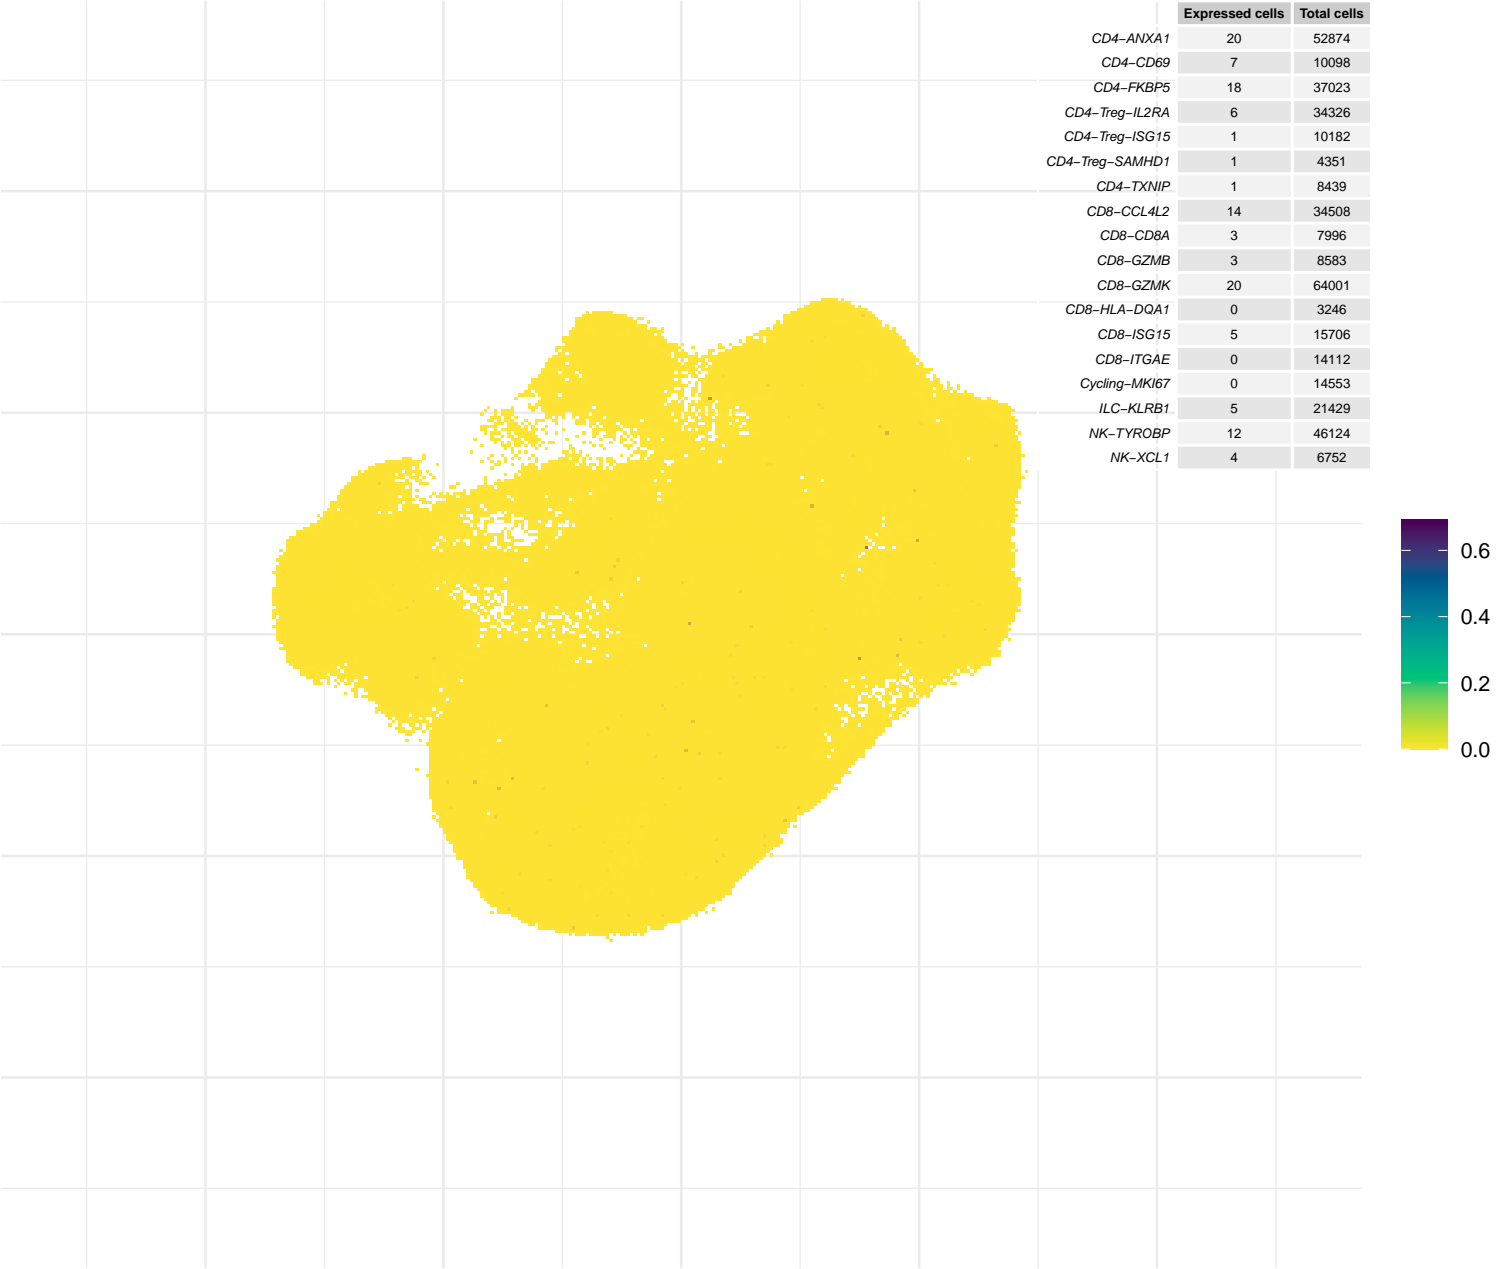 Expressed cells Total cells
CD4−ANXA1 20 52874
CD4−CD69 7 10098
CD4−FKBP5 18 37023
CD4−Treg−IL2RA 6 34326
CD4−Treg−ISG15 1 10182
CD4−Treg−SAMHD1 1 4351
CD4−TXNIP 1 8439
CD8−CCL4L2 14 34508
CD8−CD8A 3 7996
CD8−GZMB 3 8583
CD8−GZMK 20 64001
CD8−HLA−DQA1 0 3246
CD8−ISG15 5 15706
CD8−ITGAE 0 14112
Cycling−MKI67 0 14553
ILC−KLRB1 5 21429
NK−TYROBP 12 46124
NK−XCL1 4 6752
0.6
0.4
0.2
0.0